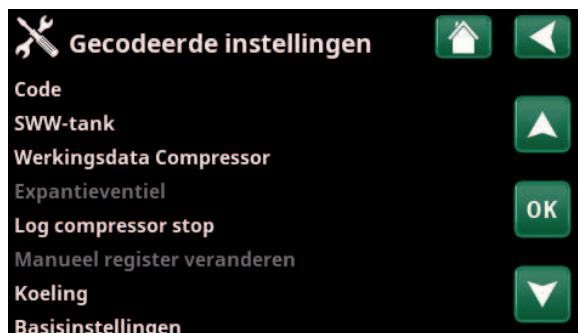 Gecodeerde instellingen
Code
SWW-tank
Werkingsdata Compressor
Expantieventiel
Log compressor stop
OK
Manueel register veranderen
Koeling
Basisinstellingen